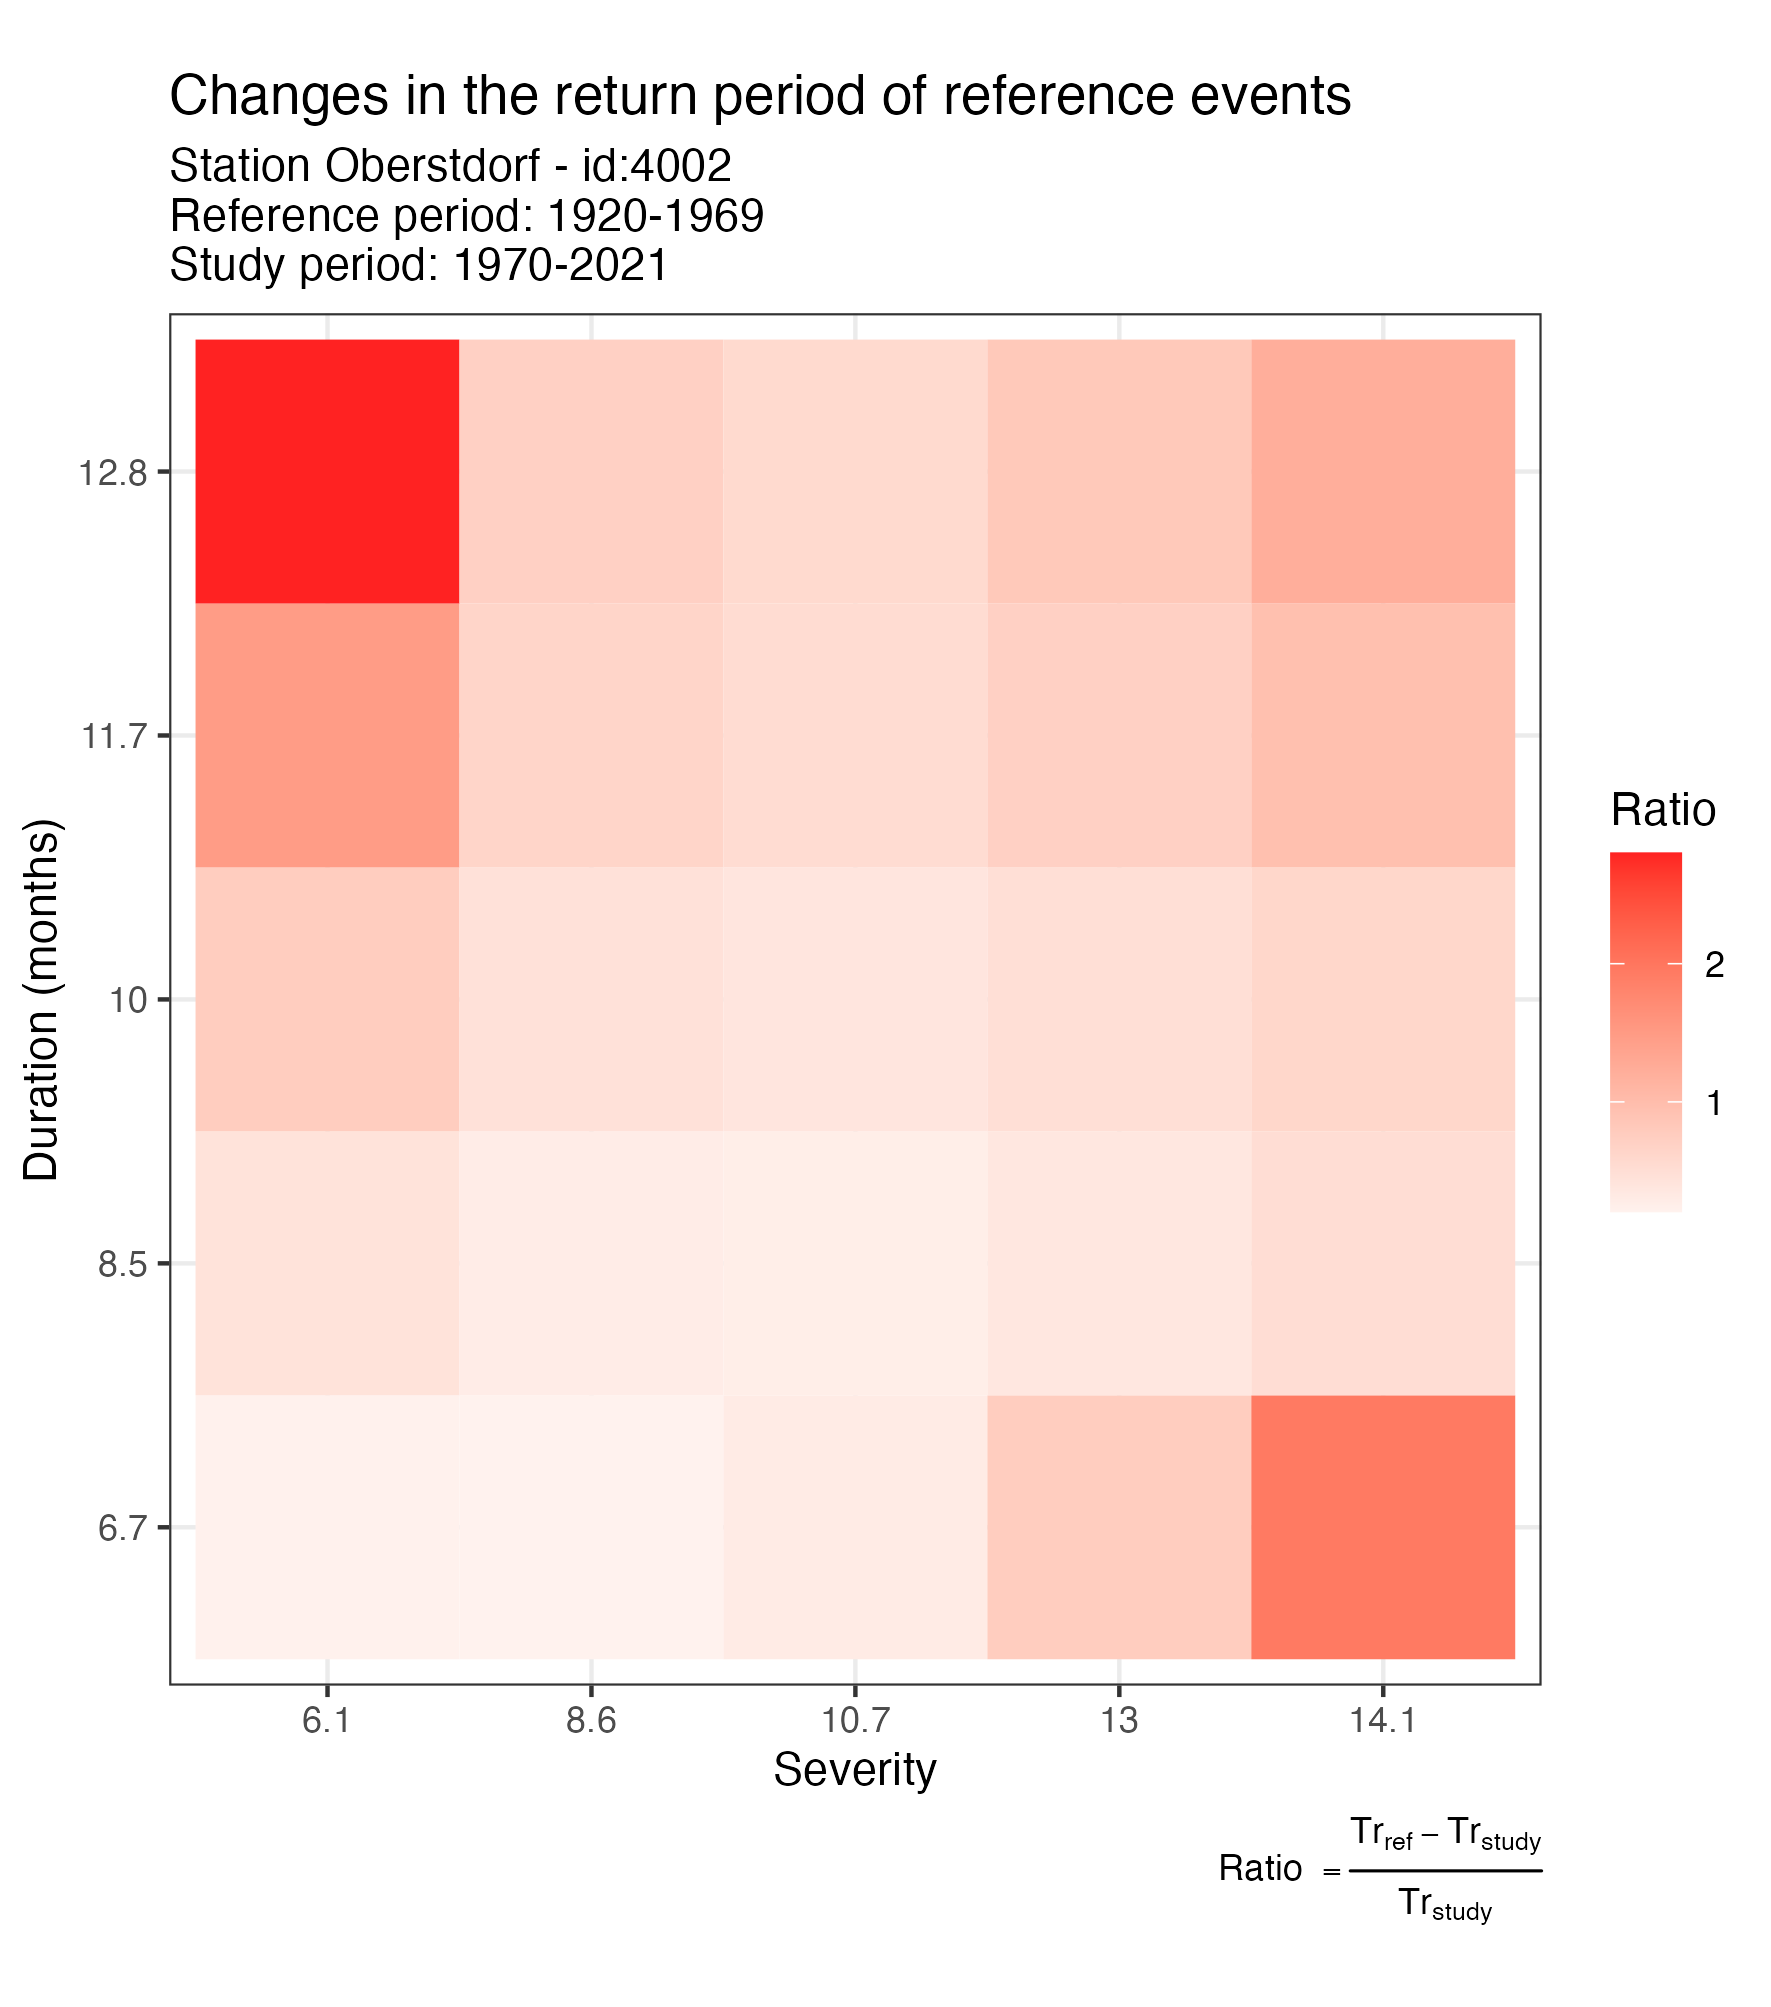 Changes in the return period of reference events
Station Oberstdorf - id:4002
Reference period: 1920-1969
Study period: 1970-2021
12.8
11.7
10
8.5
6.7
Duration (months)
6.1 8.6 10.7 13 14.1
Severity
Ratio
2
1
Tr_ref − Tr_study
Ratio =
Tr_study